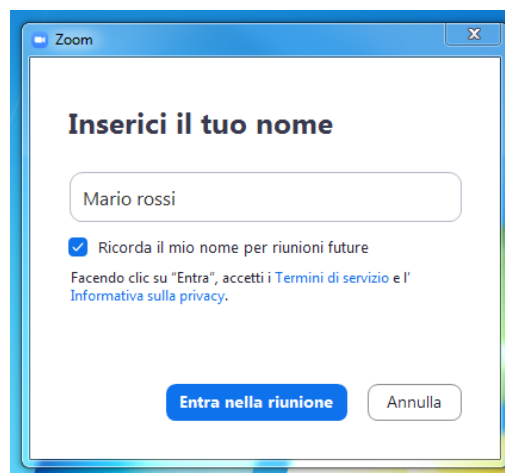 Zoom
Inserici il tuo nome
Mario rossi
Ricorda il mio nome per riunioni future
Facendo clic su “Entra”, accetti i Termini di servizio e l’
Informativa sulla privacy.
Entra nella riunione Annulla